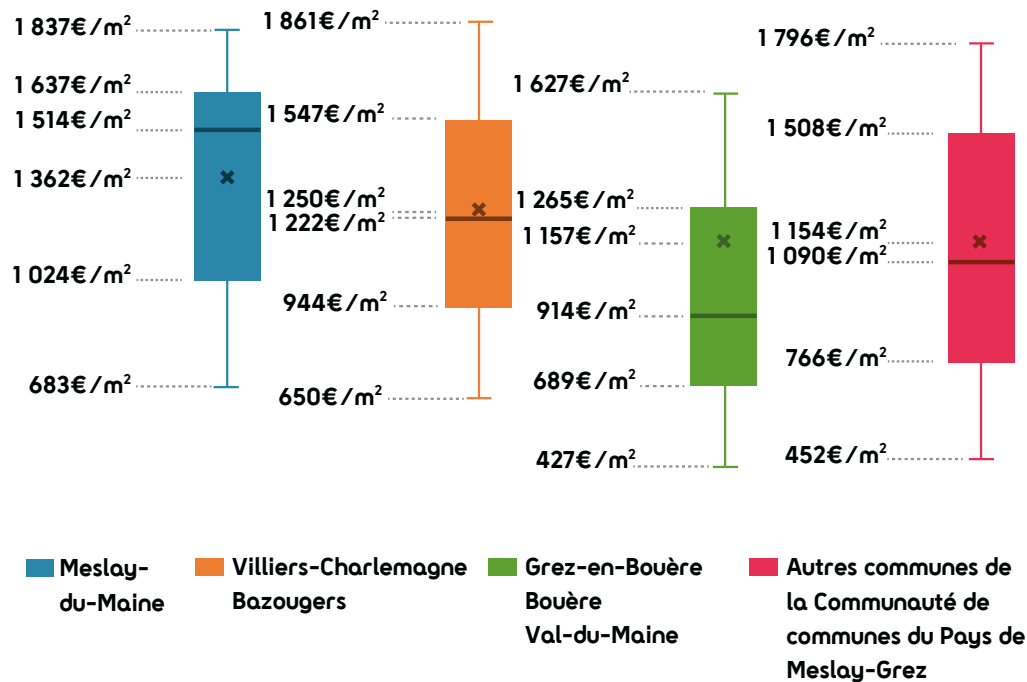 1 837€/m²
1 637€/m²
1 514€/m²
1 362€/m²
1 024€/m²
683€/m²
1 861€/m²
1 547€/m²
1 250€/m²
1 222€/m²
944€/m²
650€/m²
1 627€/m²
1 265€/m²
1 157€/m²
914€/m²
689€/m²
427€/m²
1 796€/m²
1 508€/m²
1 154€/m²
1 090€/m²
766€/m²
452€/m²
Meslay-
du-Maine
Villiers-Charlemagne
Bazougers
Grez-en-Bouère
Bouère
Val-du-Maine
Autres communes de
la Communauté de
communes du Pays de
Meslay-Grez